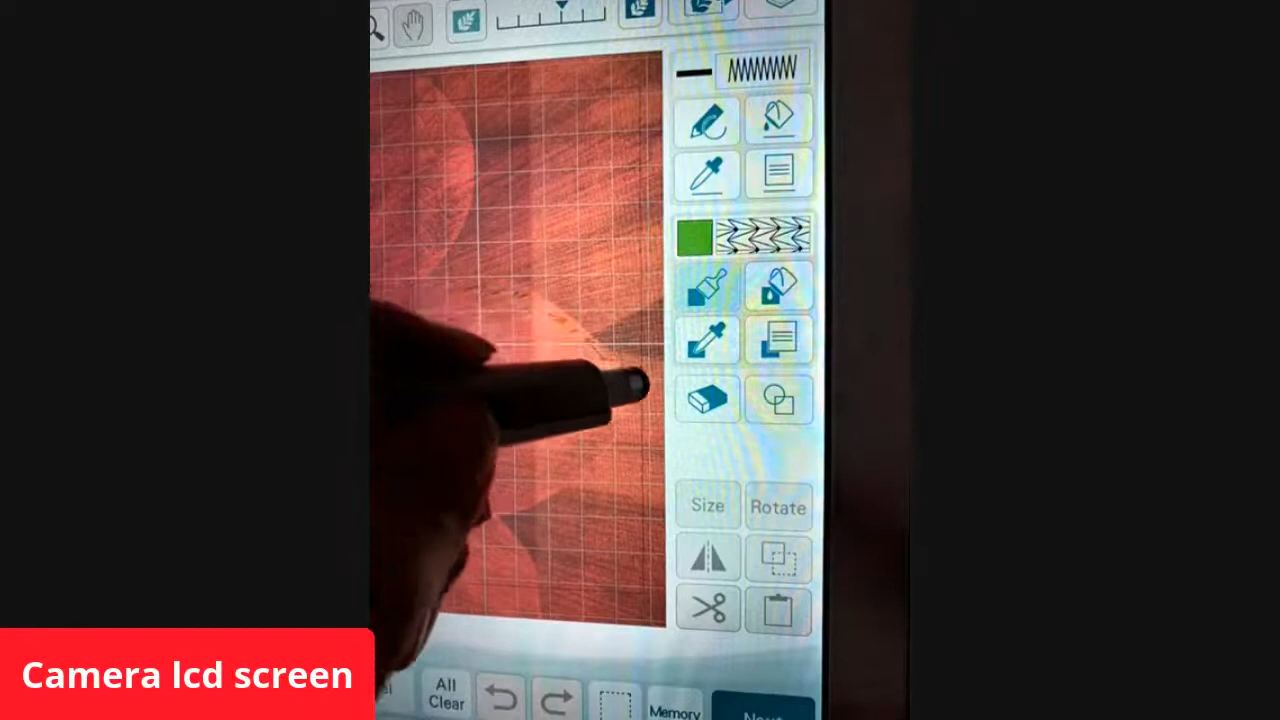 Size
Rotate
All
Clear
Memory
Camera lcd screen